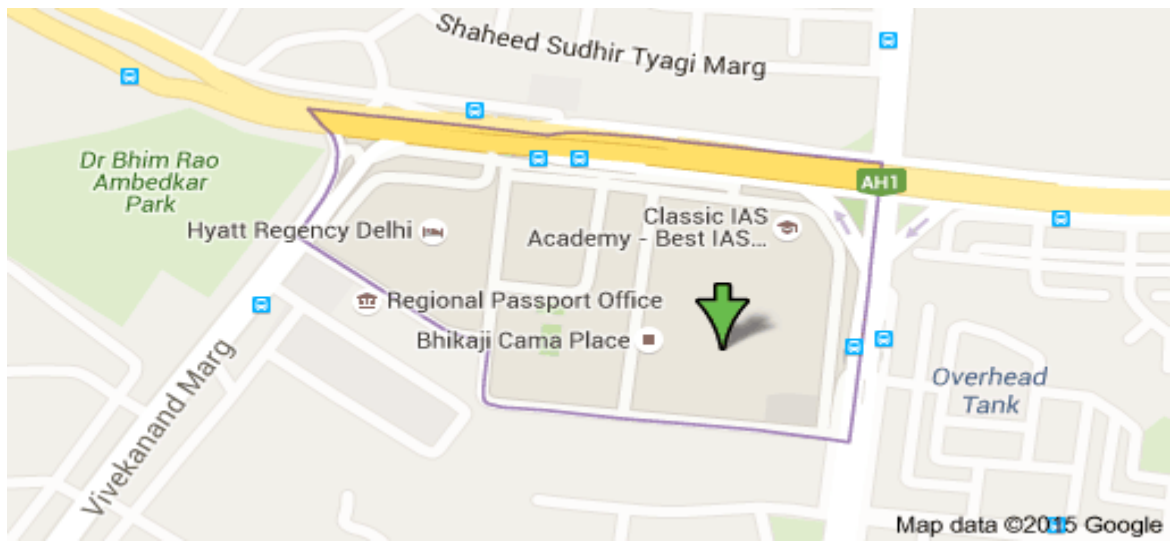 Shaheed Sudhir Tyagi Marg
Dr Bhim Rao
Ambedkar
Park
AH1
Hyatt Regency Delhi
Classic IAS
Academy - Best IAS...
Regional Passport Office
Bhikaji Cama Place
Vivekanand Marg
Overhead
Tank
Map data ©2015 Google